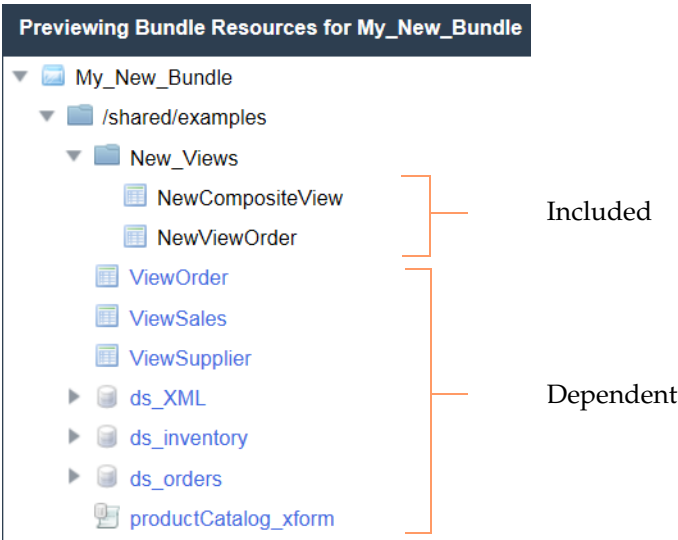 Previewing Bundle Resources for My_New_Bundle
My_New_Bundle
/shared/examples
New_Views
NewCompositeView
Included
NewViewOrder
ViewOrder
ViewSales
ViewSupplier
ds_XML
Dependent
ds_inventory
ds_orders
productCatalog_xform